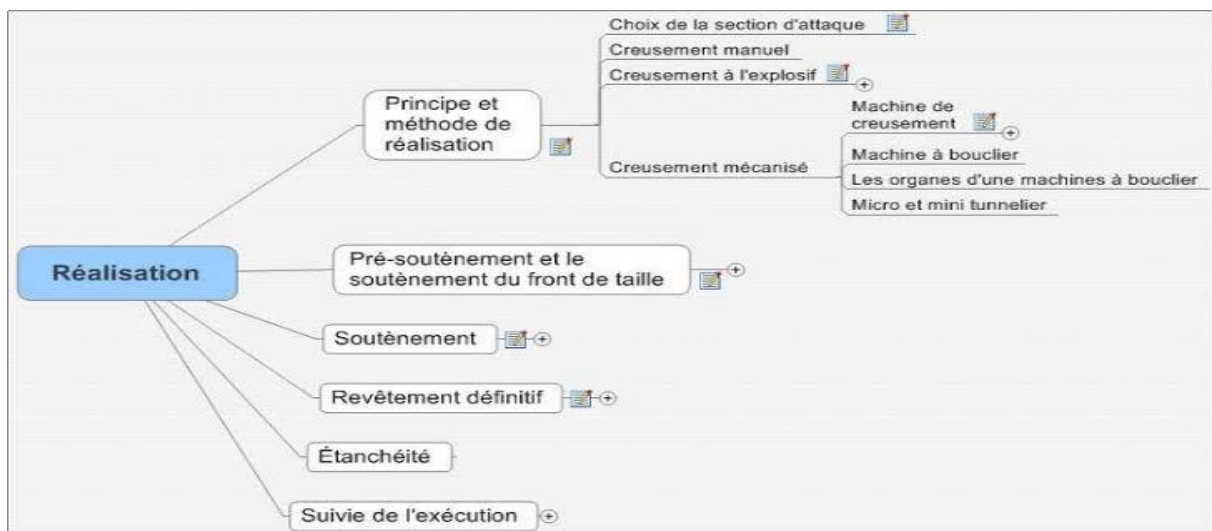 Choix de la section d'attaque
Creusement manuel
Creusement à l'explosif
Principe et
méthode de
réalisation
Machine de
creusement
Creusement mécanisé
Machine à bouclier
Les organes d'une machines à bouclier
Micro et mini tunnelier
Réalisation
Pré-soutènement et le
soutènement du front de taille
Soutènement
Revêtement définitif
Étanchéité
Suivie de l'exécution